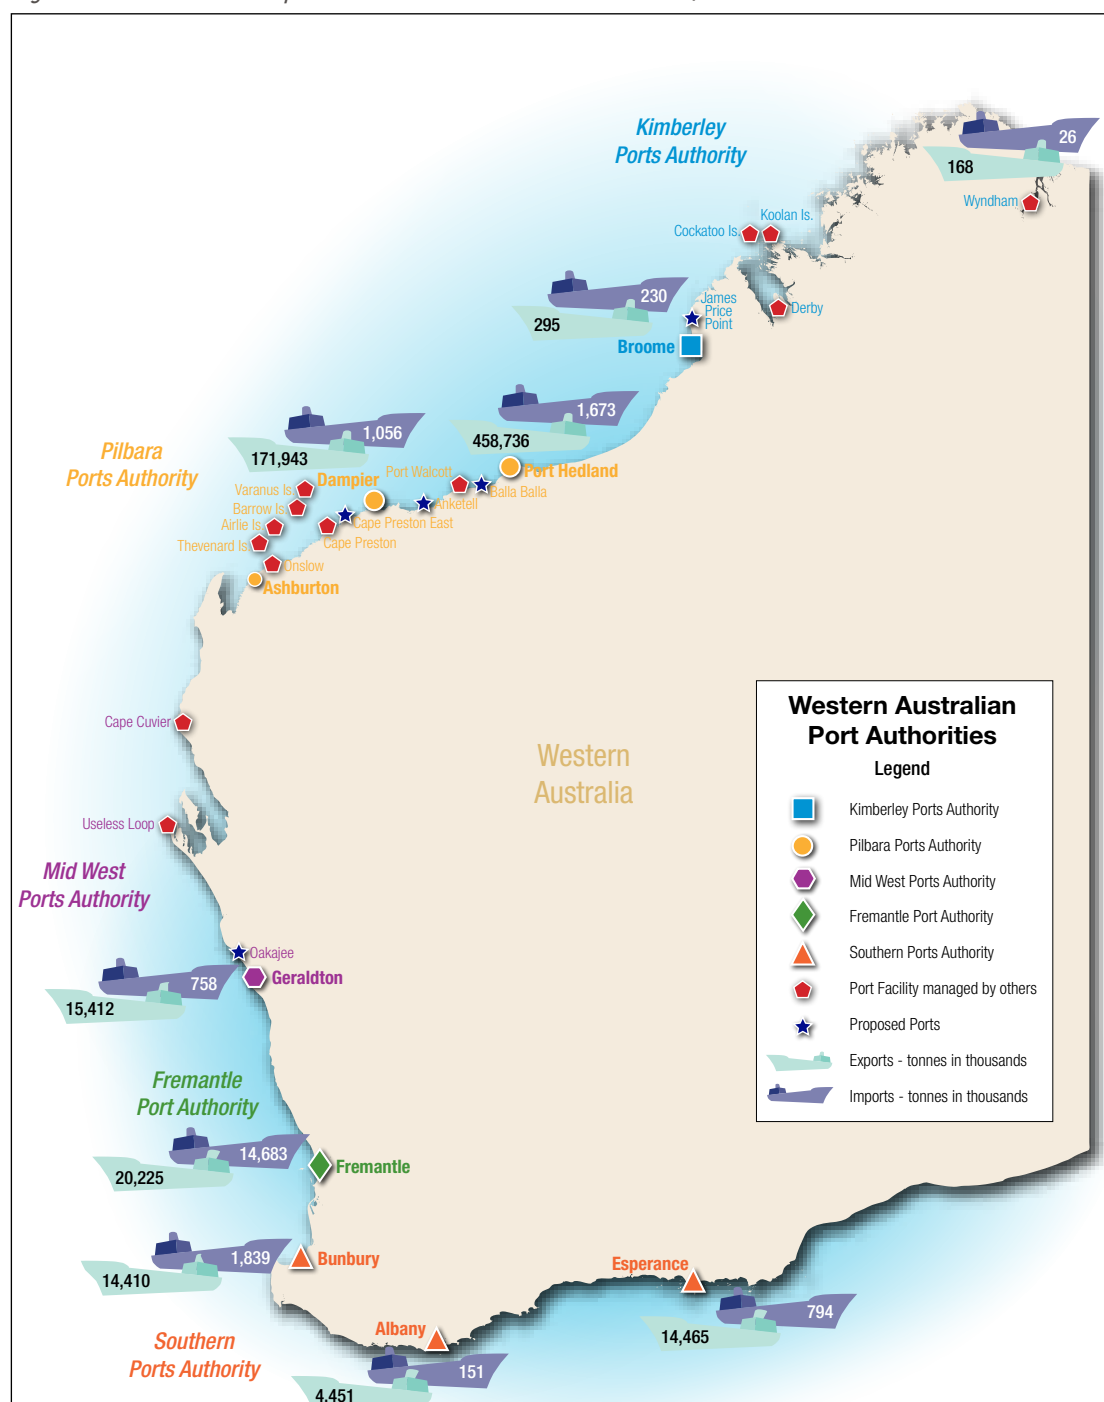 Kimberley
Ports Authority
26
168
Wyndham
Koolan Is.
Cockatoo Is.
230
295
James
Price
Point
Derby
Broome
1,673
458,736
1,056
171,943
Pilbara
Ports Authority
Port Walcott
Port Hedland
Dampier
Balla Balla
Varanus Is.
Anketell
Barrow Is.
Cape Preston East
Airlie Is.
Cape Preston
Thevenard Is.
Onslow
Ashburton
Cape Cuvier
Western
Australia
Useless Loop
Mid West
Ports Authority
Oakajee
Geraldton
758
15,412
Fremantle
Port Authority
14,683
20,225
Fremantle
1,839
14,410
Bunbury
Esperance
794
14,465
Albany
Southern
Ports Authority
151
4,451
Western Australian
Port Authorities
Legend
Kimberley Ports Authority
Pilbara Ports Authority
Mid West Ports Authority
Fremantle Port Authority
Southern Ports Authority
Port Facility managed by others
Proposed Ports
Exports - tonnes in thousands
Imports - tonnes in thousands